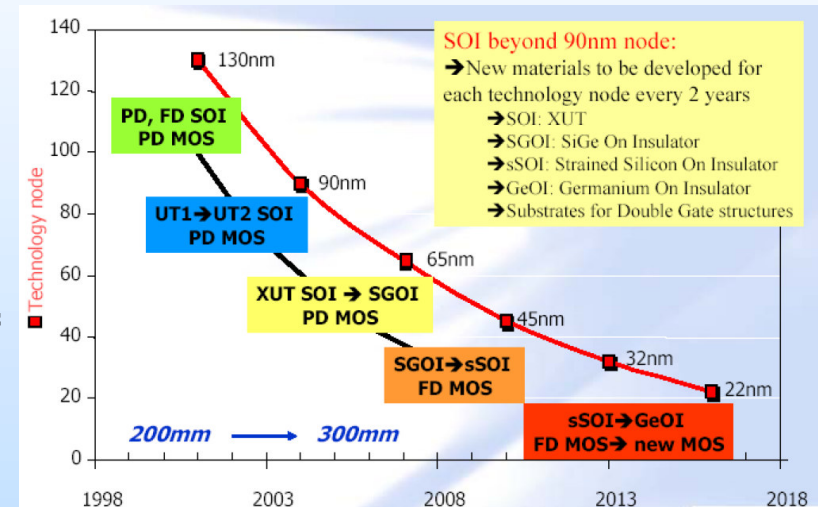 140
120
100
80
60
40
20
0
Technology node
1998
2003
2008
2013
2018
130nm
90nm
65nm
45nm
32nm
22nm
PD, FD SOI
PD MOS
UT1➔UT2 SOI
PD MOS
XUT SOI ➔ SGOI
PD MOS
SGOI➔sSOI
FD MOS
sSOI➔GeOI
FD MOS➔ new MOS
200mm → 300mm
SOI beyond 90nm node:
➔New materials to be developed for
each technology node every 2 years
➔SOI: XUT
➔SGOI: SiGe On Insulator
➔sSOI: Strained Silicon On Insulator
➔GeOI: Germanium On Insulator
➔Substrates for Double Gate structures